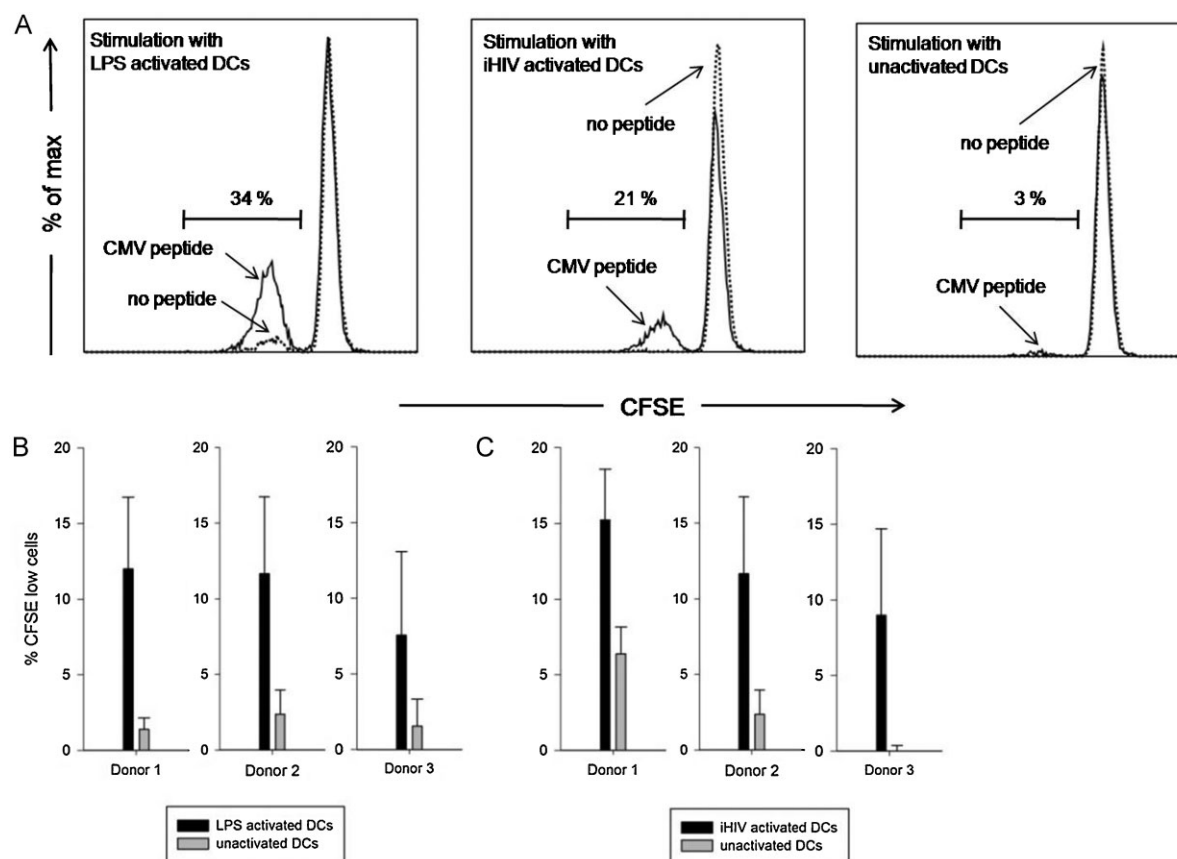 A
Stimulation with
LPS activated DCs
34 %
CMV peptide
no peptide
Stimulation with
iHIV activated DCs
no peptide
21 %
CMV peptide
Stimulation with
unactivated DCs
no peptide
3 %
CMV peptide
% of max
CFSE
B
% CFSE low cells
20
15
10
5
0
Donor 1
20
15
10
5
0
Donor 2
20
15
10
5
0
Donor 3
LPS activated DCs
unactivated DCs
C
20
15
10
5
0
Donor 1
20
15
10
5
0
Donor 2
20
15
10
5
0
Donor 3
iHIV activated DCs
unactivated DCs